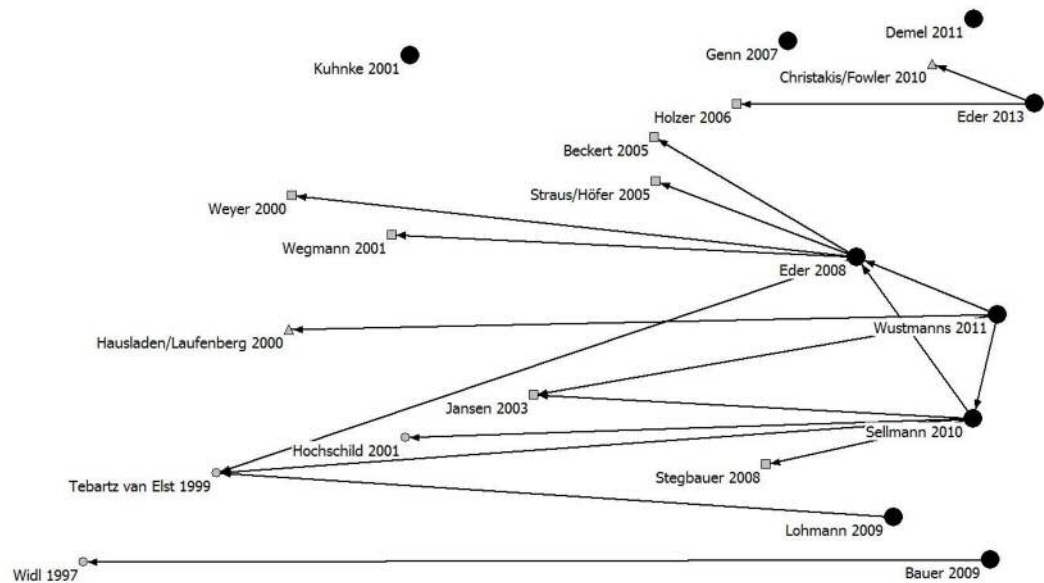 Demel 2011
Genn 2007
Kuhnke 2001
Christakis/Fowler 2010
Holzer 2006
Eder 2013
Beckert 2005
Straus/Höfer 2005
Weyer 2000
Wegmann 2001
Eder 2008
Wustmanns 2011
Hausladen/Laufenberg 2000
Jansen 2003
Sellmann 2010
Hochschild 2001
Stegbauer 2008
Tebartz van Elst 1999
Lohmann 2009
Widl 1997
Bauer 2009